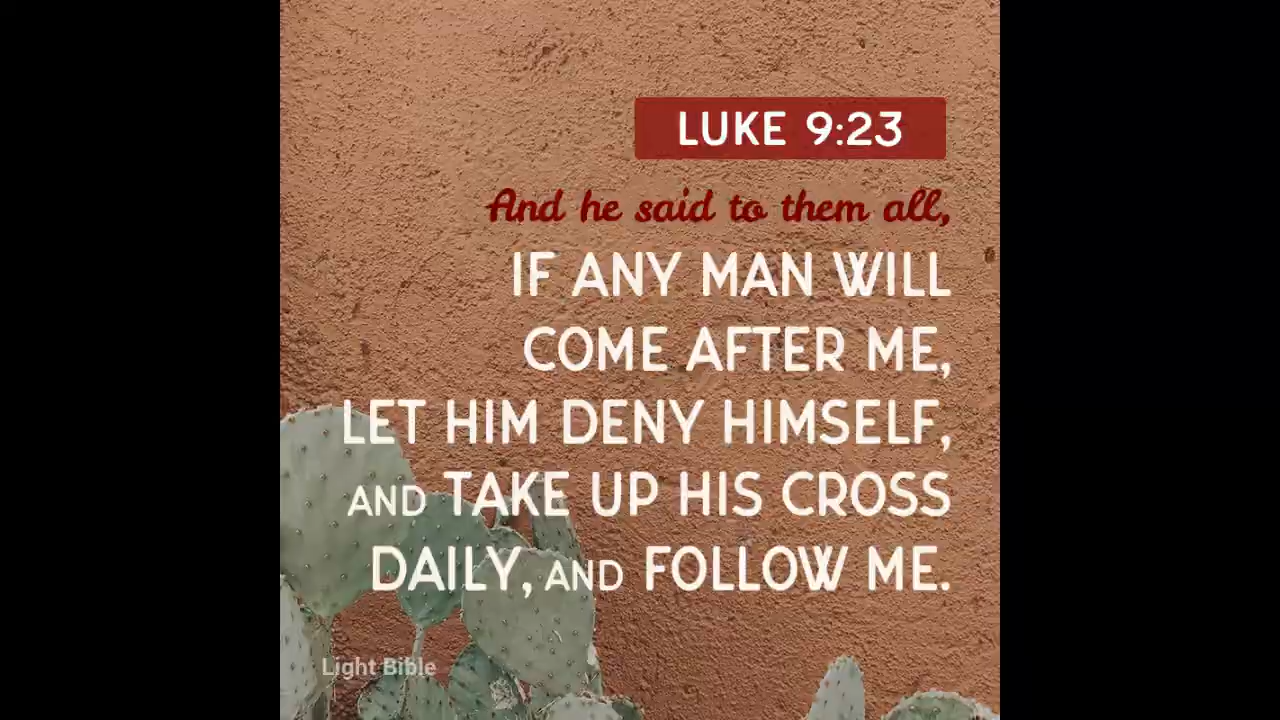 LUKE 9:23
And he said to them all,
IF ANY MAN WILL
COME AFTER ME,
LET HIM DENY HIMSELF,
AND TAKE UP HIS CROSS
DAILY, AND FOLLOW ME.
Light Bible